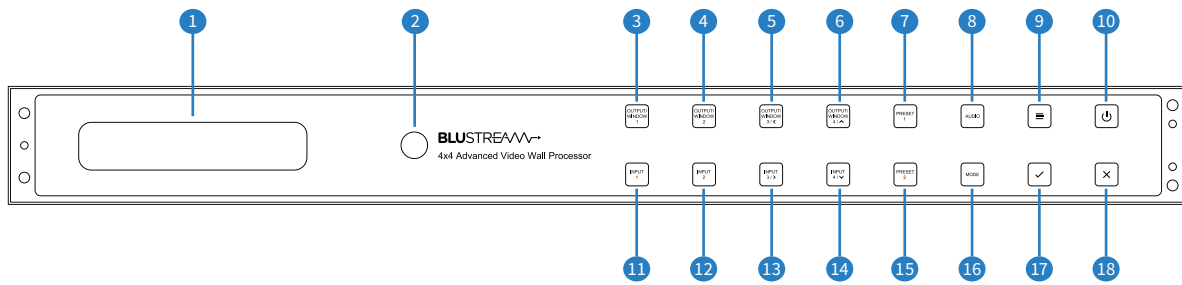 1
2
3
4
5
6
7
8
9
10
OUTPUT/
WINDOW
1
OUTPUT/
WINDOW
2
OUTPUT/
WINDOW
3 / <
OUTPUT/
WINDOW
4 / ︿
PRESET
1
AUDIO
BLUSTREAM
4x4 Advanced Video Wall Processor
INPUT
1
INPUT
2
INPUT
3 / >
INPUT
4 / ﹀
PRESET
2
MODE
11
12
13
14
15
16
17
18